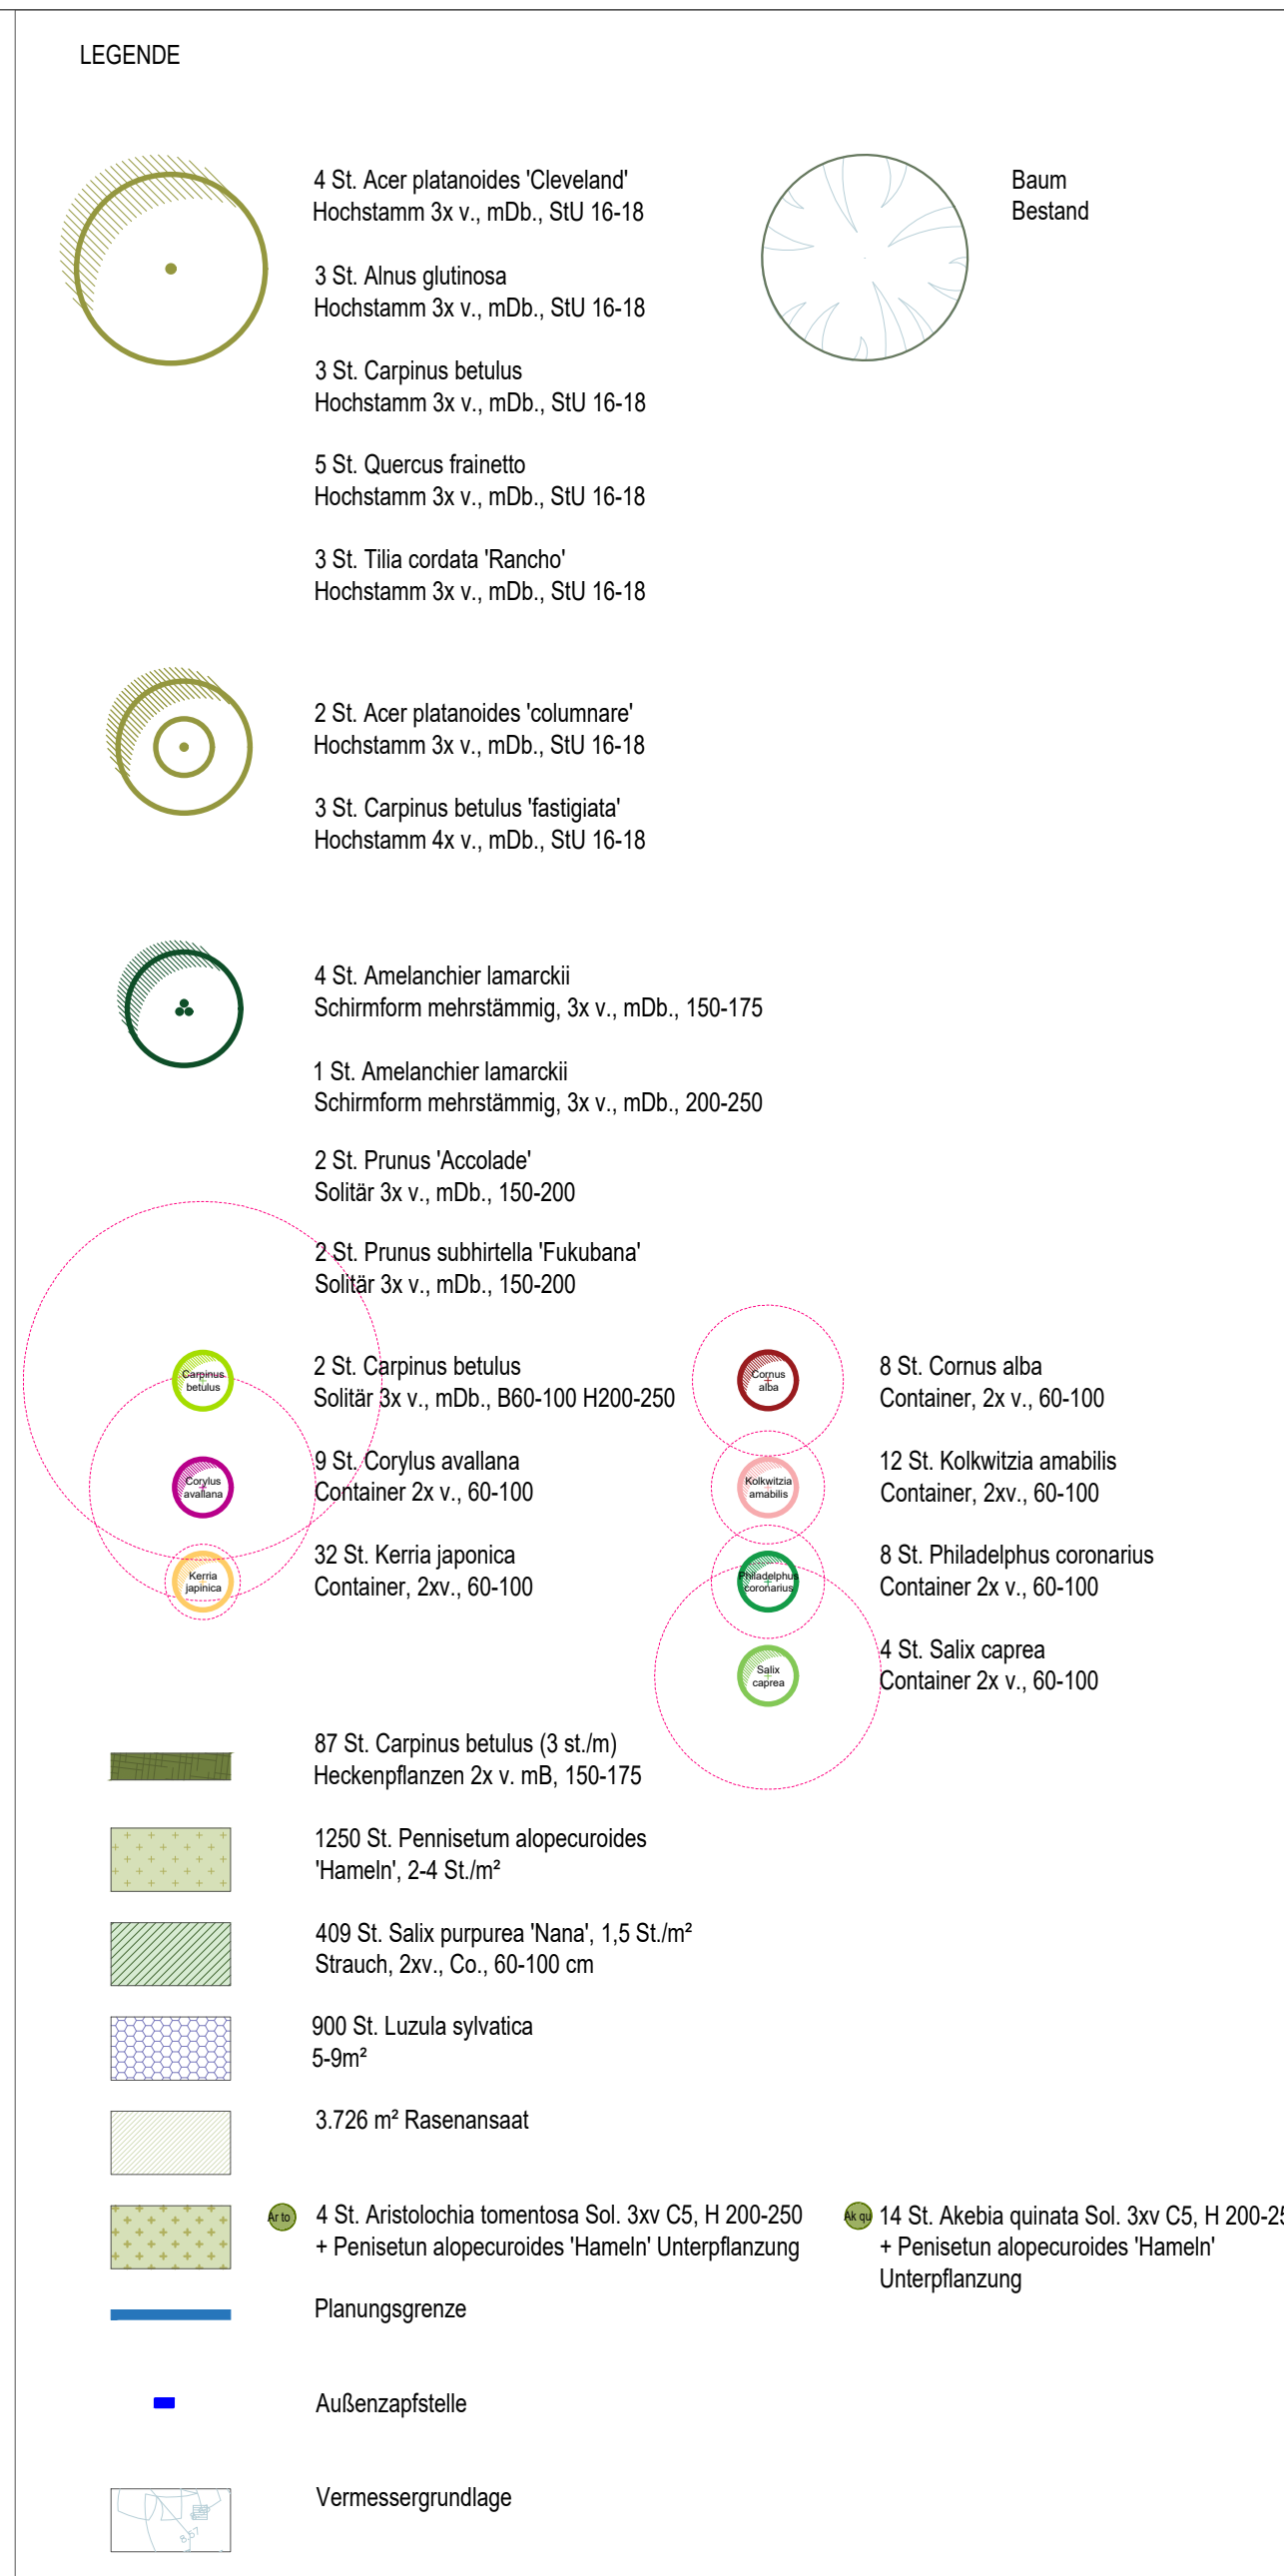 LEGENDE
4 St. Acer platanoides 'Cleveland'
Hochstamm 3x v., mDb., StU 16-18
Baum
Bestand
3 St. Alnus glutinosa
Hochstamm 3x v., mDb., StU 16-18
3 St. Carpinus betulus
Hochstamm 3x v., mDb., StU 16-18
5 St. Quercus frainetto
Hochstamm 3x v., mDb., StU 16-18
3 St. Tilia cordata 'Rancho'
Hochstamm 3x v., mDb., StU 16-18
2 St. Acer platanoides 'columnare'
Hochstamm 3x v., mDb., StU 16-18
3 St. Carpinus betulus 'fastigiata'
Hochstamm 4x v., mDb., StU 16-18
4 St. Amelanchier lamarckii
Schirmform mehrstämmig, 3x v., mDb., 150-175
1 St. Amelanchier lamarckii
Schirmform mehrstämmig, 3x v., mDb., 200-250
2 St. Prunus 'Accolade'
Solitär 3x v., mDb., 150-200
2 St. Prunus subhirtella 'Fukubana'
Solitär 3x v., mDb., 150-200
Carpinus
betulus
2 St. Carpinus betulus
Solitär 3x v., mDb., B60-100 H200-250
Cornus
alba
8 St. Cornus alba
Container, 2x v., 60-100
Corylus
avallana
9 St. Corylus avallana
Container 2x v., 60-100
Kolkwitzia
amabilis
12 St. Kolkwitzia amabilis
Container, 2xv., 60-100
Kerria
japinica
32 St. Kerria japonica
Container, 2xv., 60-100
Philadelphus
coronarius
8 St. Philadelphus coronarius
Container 2x v., 60-100
Salix
caprea
4 St. Salix caprea
Container 2x v., 60-100
87 St. Carpinus betulus (3 st./m)
Heckenpflanzen 2x v. mB, 150-175
1250 St. Pennisetum alopecuroides
'Hameln', 2-4 St./m²
409 St. Salix purpurea 'Nana', 1,5 St./m²
Strauch, 2xv., Co., 60-100 cm
900 St. Luzula sylvatica
5-9m²
3.726 m² Rasenansaat
Ar to
4 St. Aristolochia tomentosa Sol. 3xv C5, H 200-250
+ Penisetun alopecuroides 'Hameln' Unterpflanzung
Ak qu
14 St. Akebia quinata Sol. 3xv C5, H 200-25
+ Penisetun alopecuroides 'Hameln'
Unterpflanzung
Planungsgrenze
Außenzapfstelle
Vermessergrundlage
8.57